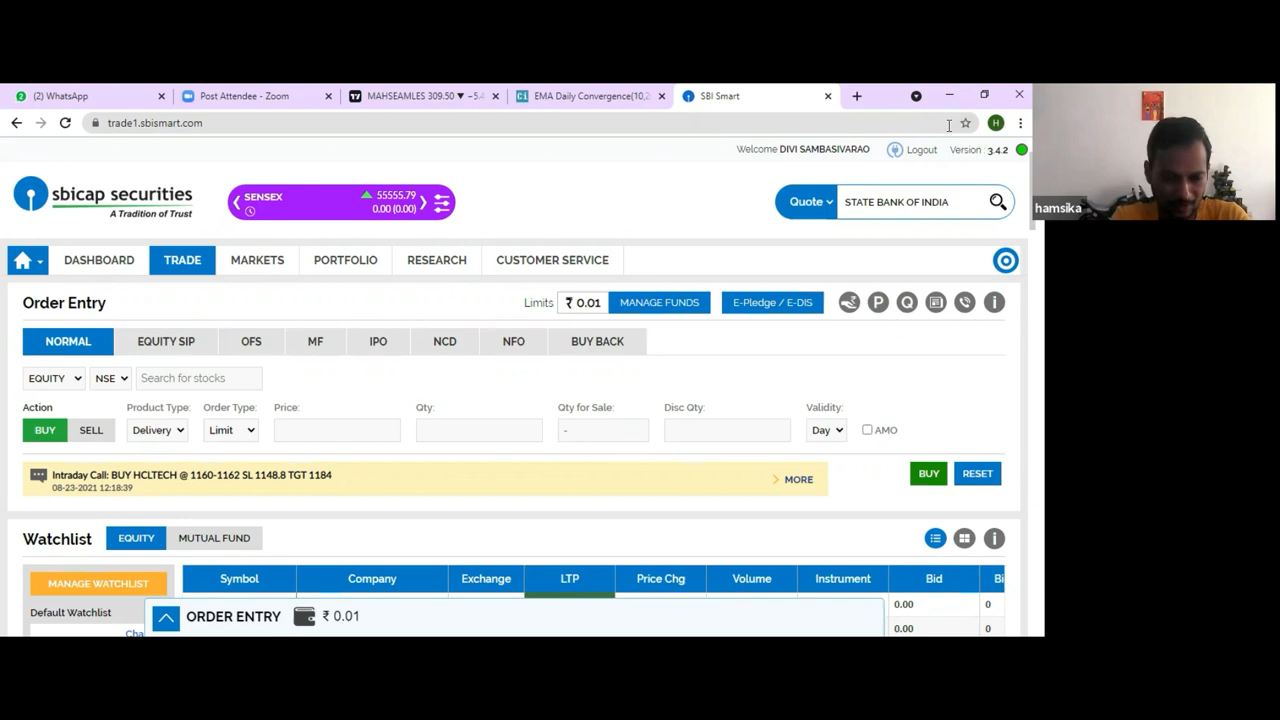 (2) WhatsApp
Post Attendee - Zoom
MAHSEAMLES 309.50 ▼ −5.4
EMA Daily Convergence(10,2
SBI Smart
trade1.sbismart.com
H
Welcome DIVI SAMBASIVARAO
Logout
Version : 3.4.2
hamsika
sbicap securities
A Tradition of Trust
SENSEX
55555.79
0.00 (0.00)
Quote
STATE BANK OF INDIA
DASHBOARD
TRADE
MARKETS
PORTFOLIO
RESEARCH
CUSTOMER SERVICE
Order Entry
Limits
₹ 0.01
MANAGE FUNDS
E-Pledge / E-DIS
P
Q
i
NORMAL
EQUITY SIP
OFS
MF
IPO
NCD
NFO
BUY BACK
EQUITY
NSE
Search for stocks
Action
Product Type:
Order Type:
Price:
Qty:
Qty for Sale:
Disc Qty:
Validity:
BUY
SELL
Delivery
Limit
-
Day
AMO
Intraday Call: BUY HCLTECH @ 1160-1162 SL 1148.8 TGT 1184
08-23-2021 12:18:39
MORE
BUY
RESET
Watchlist
EQUITY
MUTUAL FUND
i
MANAGE WATCHLIST
Symbol
Company
Exchange
LTP
Price Chg
Volume
Instrument
Bid
Bi
Default Watchlist
0.00
0
ORDER ENTRY
₹ 0.01
0.00
0
Cha